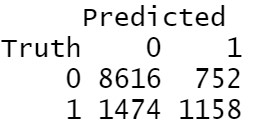 Predicted
Truth 0 1
0 8616 752
1 1474 1158